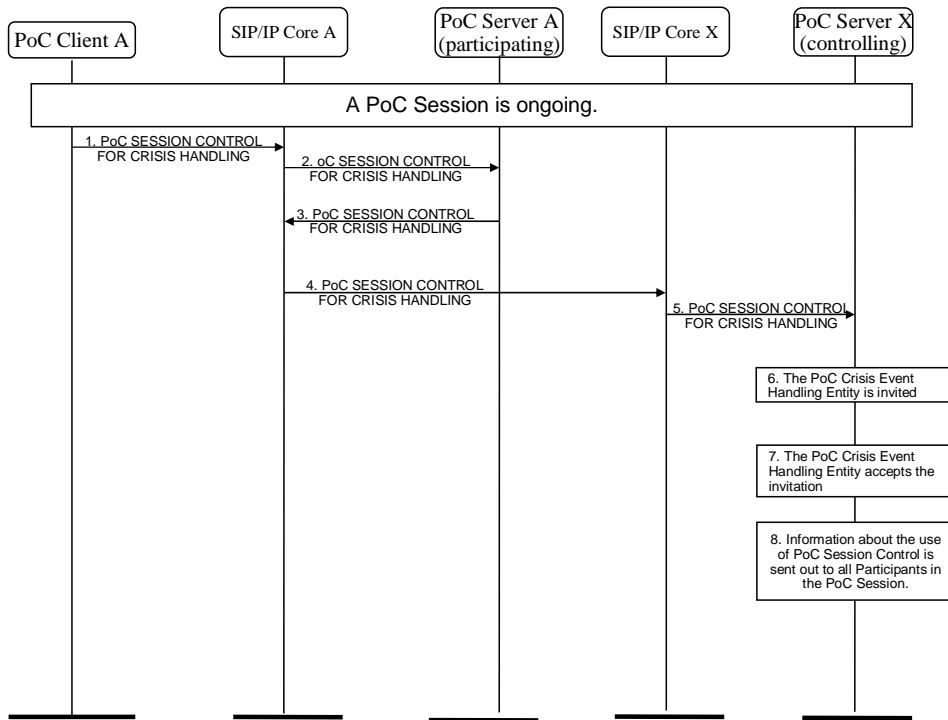 PoC Client A
SIP/IP Core A
PoC Server A
(participating)
SIP/IP Core X
PoC Server X
(controlling)
A PoC Session is ongoing.
1. PoC SESSION CONTROL
FOR CRISIS HANDLING
2. oC SESSION CONTROL
FOR CRISIS HANDLING
3. PoC SESSION CONTROL
FOR CRISIS HANDLING
4. PoC SESSION CONTROL
FOR CRISIS HANDLING
5. PoC SESSION CONTROL
FOR CRISIS HANDLING
6. The PoC Crisis Event
Handling Entity is invited
7. The PoC Crisis Event
Handling Entity accepts the
invitation
8. Information about the use
of PoC Session Control is
sent out to all Participants in
the PoC Session.